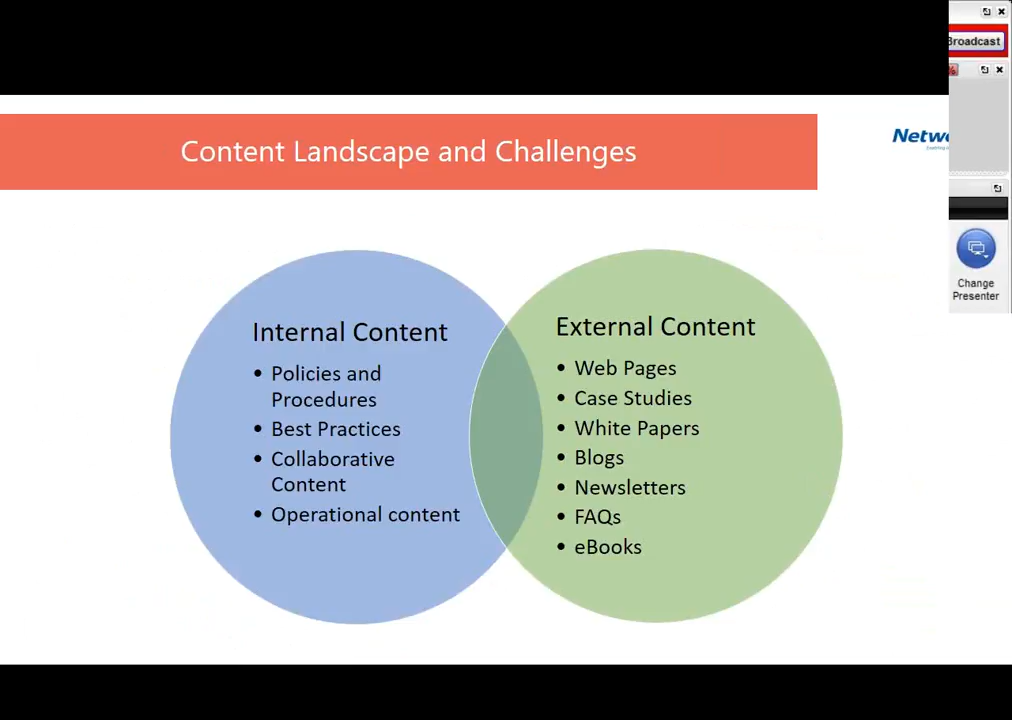 Broadcast
Content Landscape and Challenges
Change
Presenter
Internal Content
• Policies and
Procedures
• Best Practices
• Collaborative
Content
• Operational content
External Content
• Web Pages
• Case Studies
• White Papers
• Blogs
• Newsletters
• FAQs
• eBooks